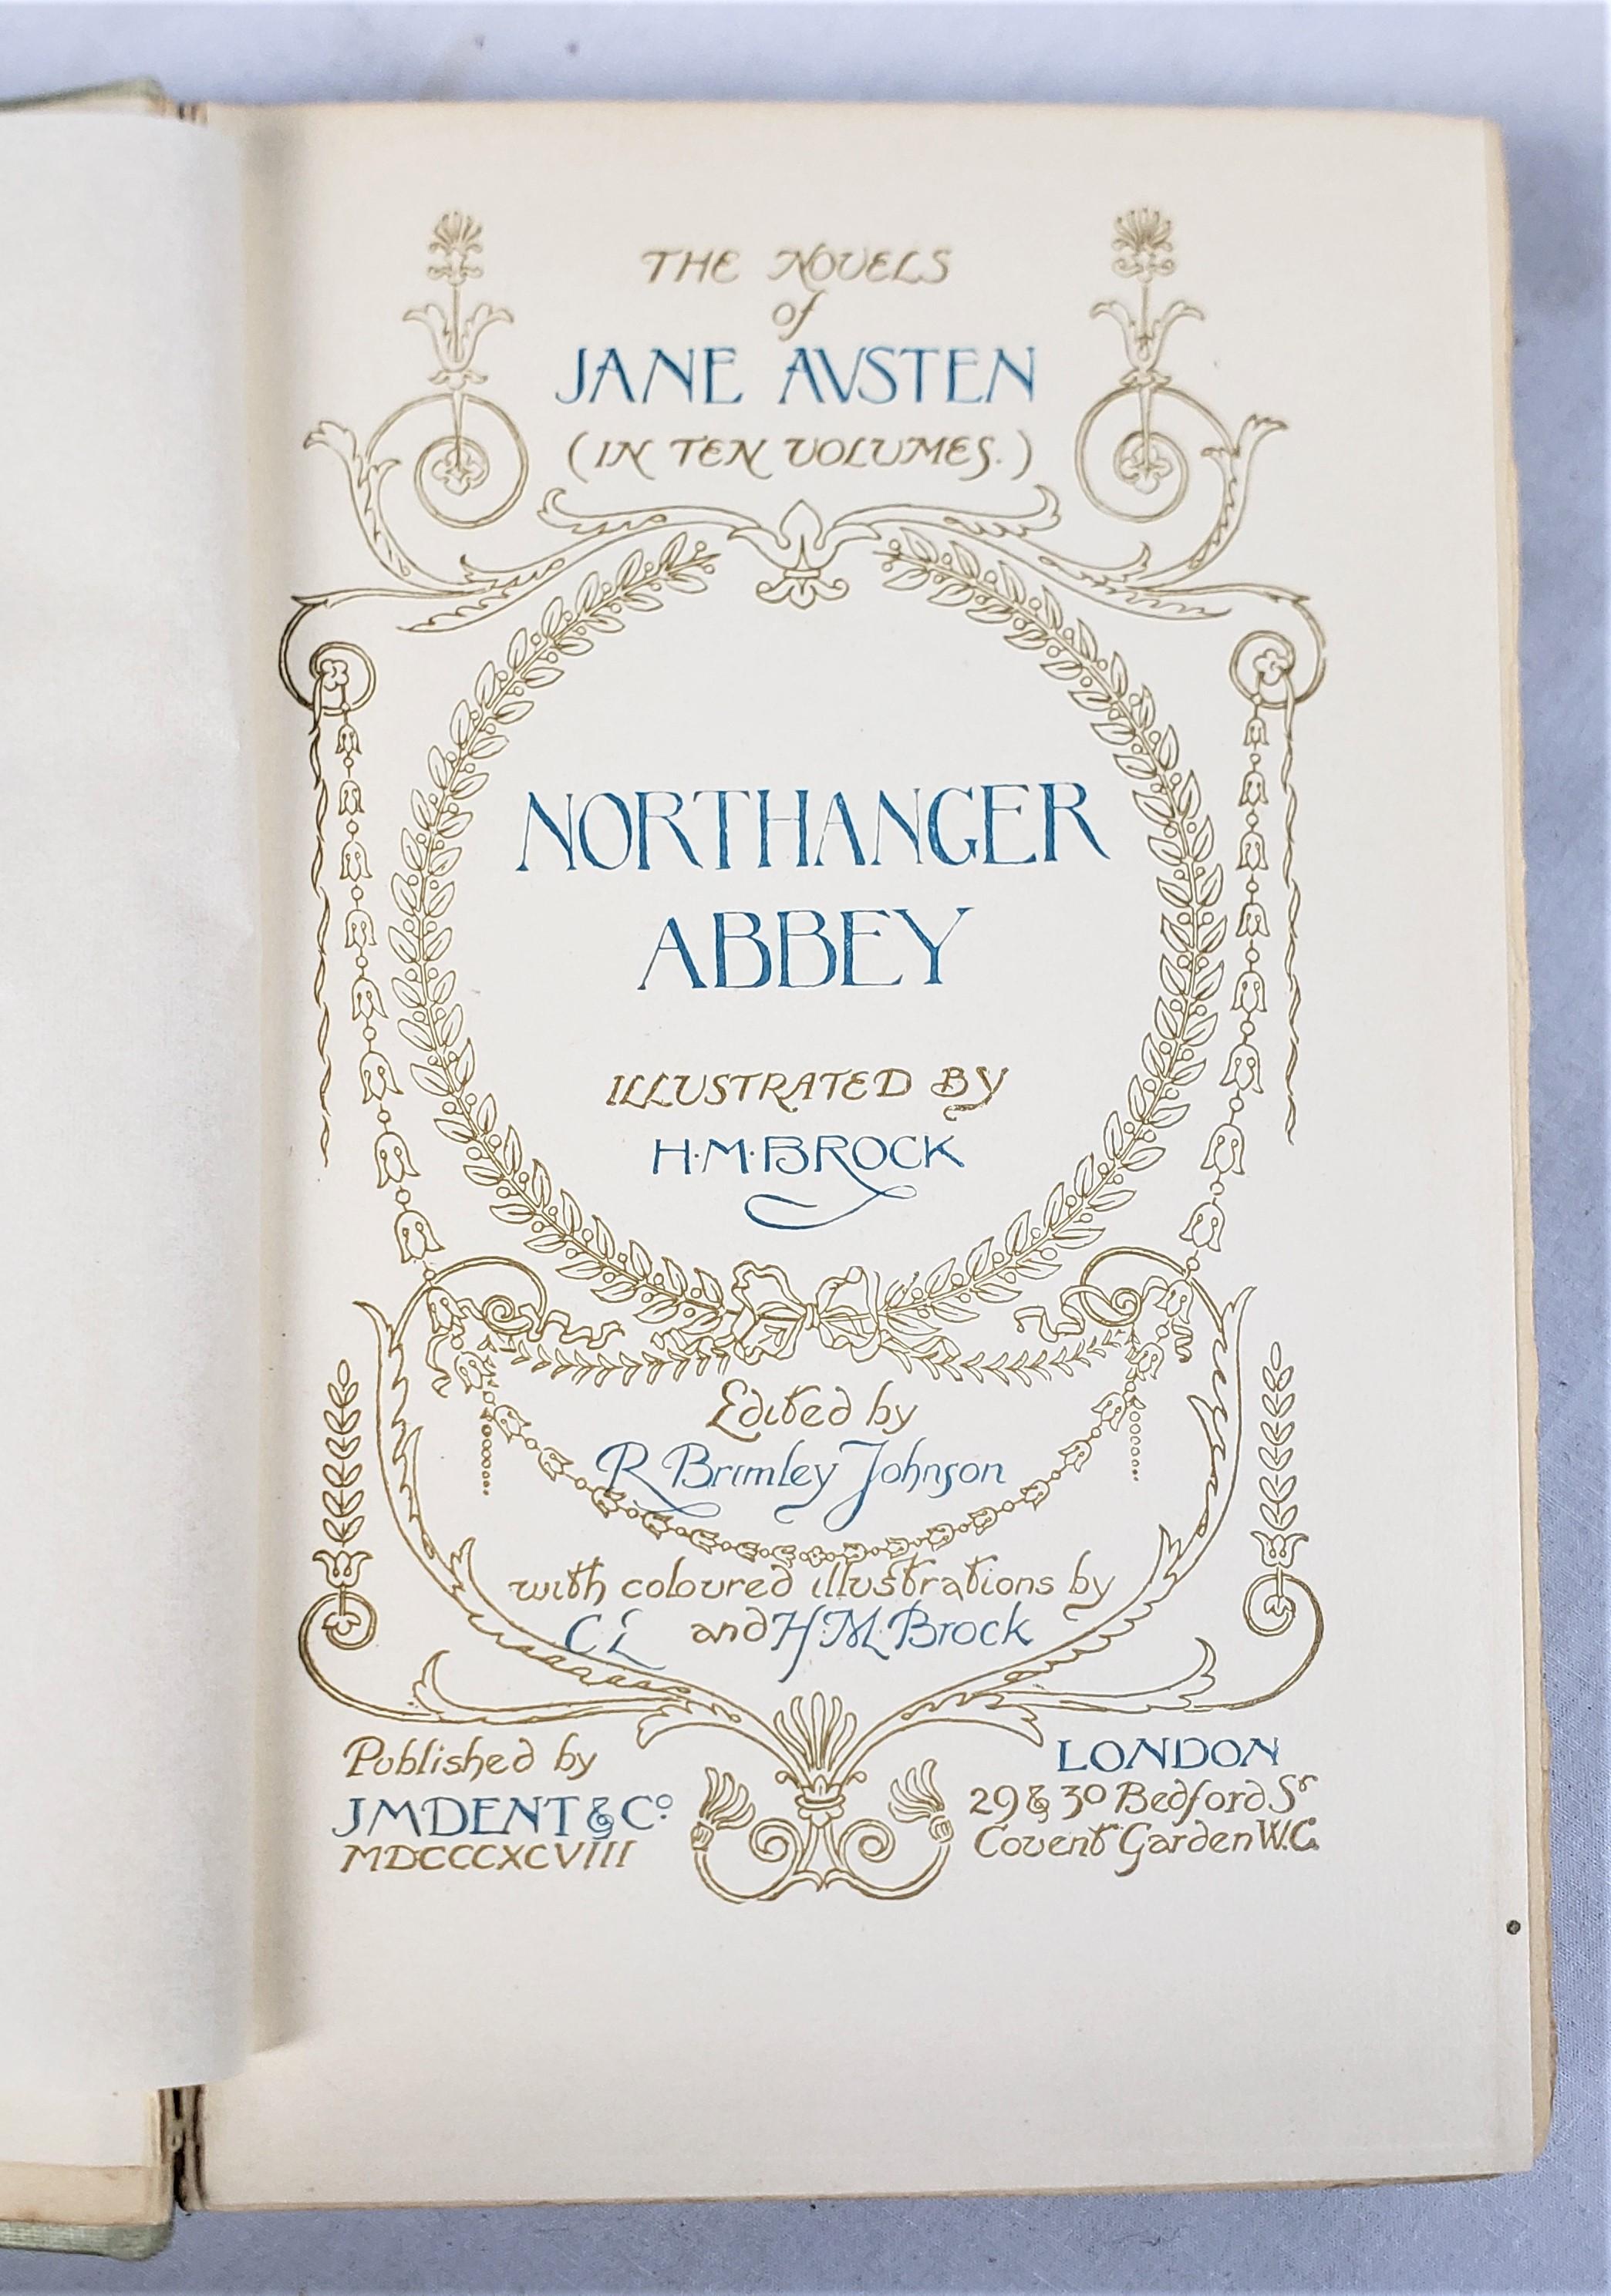 THE NOVELS
of
JANE AVSTEN
(IN TEN VOLUMES.)
NORTHANGER
ABBEY
ILLUSTRATED BY
H·M·BROCK
Edited by
R Brimley Johnson
with coloured illustrations by
C L and H·M·Brock
Published by
J M DENT & Co:
MDCCCXCVIII
LONDON
29 & 30 Bedford St
Covent Garden W.C.